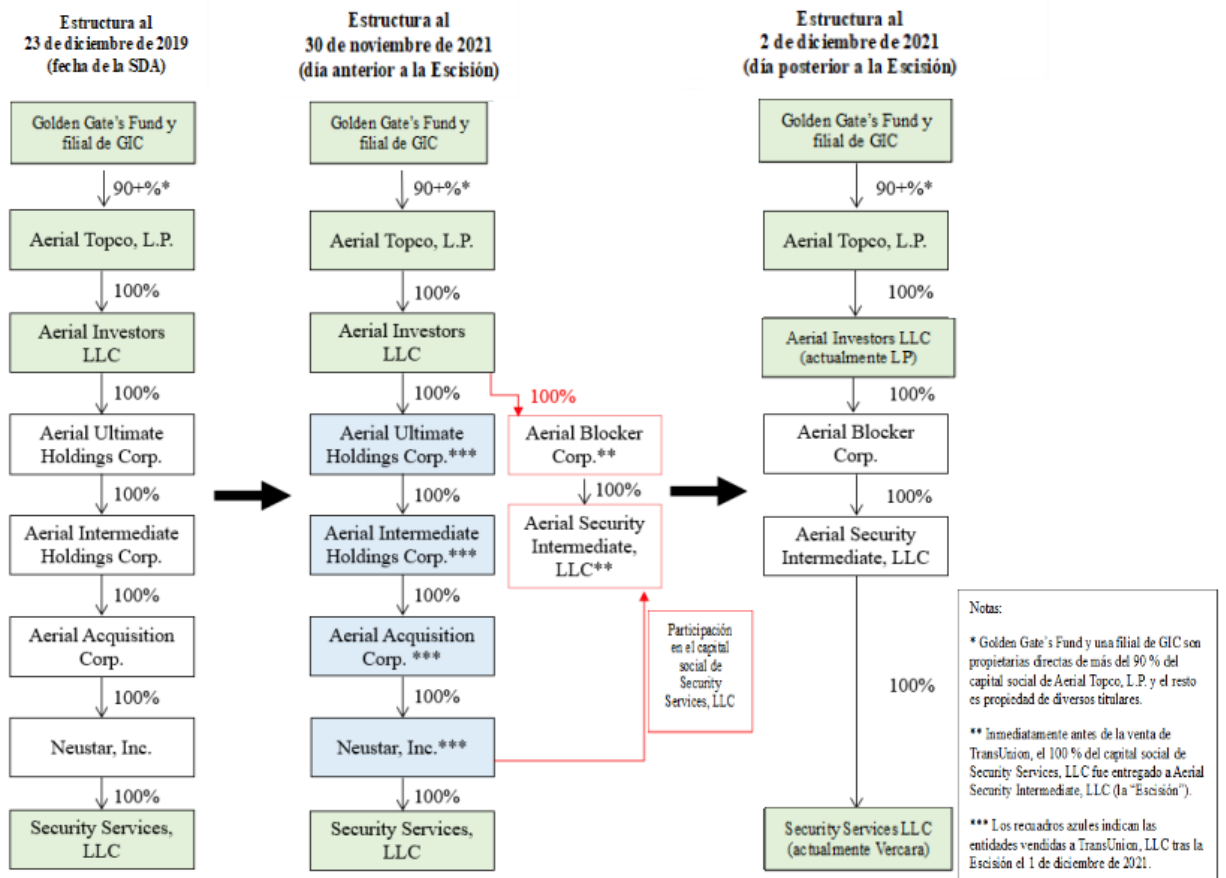 Estructura al
23 de diciembre de 2019
(fecha de la SDA)
Golden Gate's Fund y
filial de GIC
90+%*
Aerial Topco, L.P.
100%
Aerial Investors
LLC
100%
Aerial Ultimate
Holdings Corp.
100%
Aerial Intermediate
Holdings Corp.
100%
Aerial Acquisition
Corp.
100%
Neustar, Inc.
100%
Security Services,
LLC
Estructura al
30 de noviembre de 2021
(día anterior a la Escisión)
Golden Gate's Fund y
filial de GIC
90+%*
Aerial Topco, L.P.
100%
Aerial Investors
LLC
100%
100%
Aerial Ultimate
Holdings Corp.***
100%
Aerial Intermediate
Holdings Corp.***
100%
Aerial Acquisition
Corp. ***
100%
Neustar, Inc.***
100%
Security Services,
LLC
Aerial Blocker
Corp.**
100%
Aerial Security
Intermediate,
LLC**
Participación
en el capital
social de
Security
Services, LLC
Estructura al
2 de diciembre de 2021
(día posterior a la Escisión)
Golden Gate's Fund y
filial de GIC
90+%*
Aerial Topco, L.P.
100%
Aerial Investors LLC
(actualmente LP)
100%
Aerial Blocker
Corp.
100%
Aerial Security
Intermediate, LLC
100%
Security Services LLC
(actualmente Vercara)
Notas:
* Golden Gate's Fund y una filial de GIC son
propietarias directas de más del 90 % del
capital social de Aerial Topco, L.P. y el resto
es propiedad de diversos titulares.
** Inmediatamente antes de la venta de
TransUnion, el 100 % del capital social de
Security Services, LLC fue entregado a Aerial
Security Intermediate, LLC (la "Escisión").
*** Los recuadros azules indican las
entidades vendidas a TransUnion, LLC tras la
Escisión el 1 de diciembre de 2021.